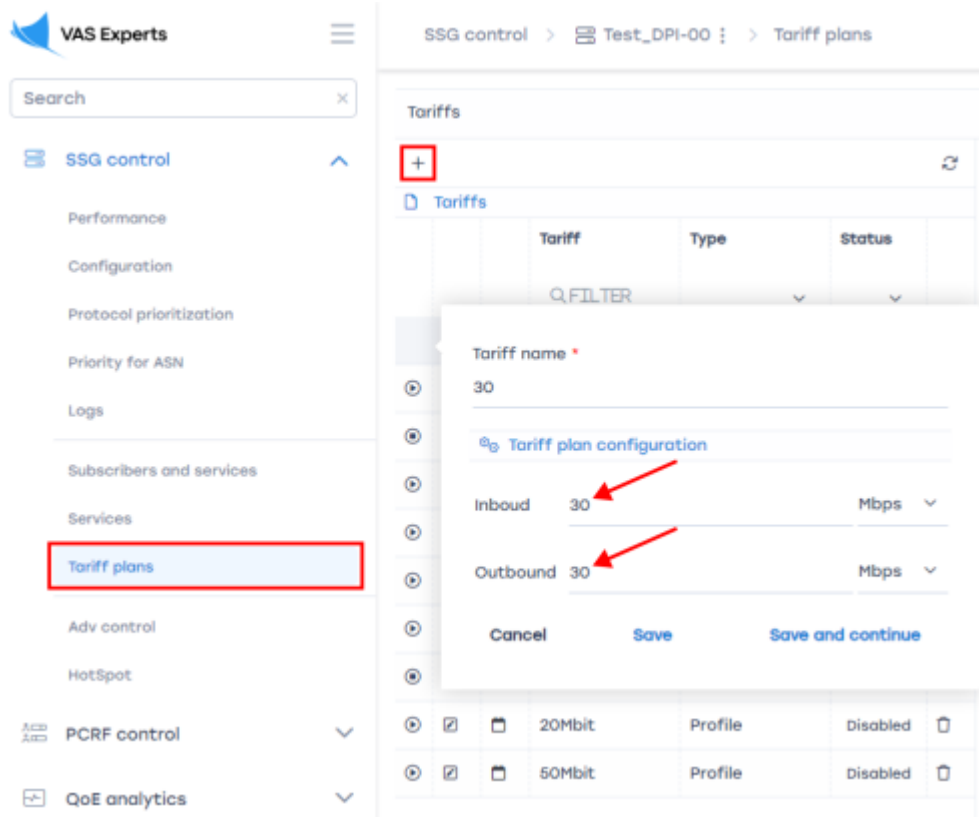 VAS Experts
SSG control > Test_DPI-00 > Tariff plans
Search
Tariffs
SSG control
Tariffs
Performance
Tariff Type Status
Configuration
FILTER
Protocol prioritization
Tariff name *
Priority for ASN
30
Logs
Tariff plan configuration
Subscribers and services
Inboud 30 Mbps
Services
Tariff plans
Outbound 30 Mbps
Adv control
Cancel Save Save and continue
HotSpot
PCRF control
20Mbit Profile Disabled
50Mbit Profile Disabled
QoE analytics